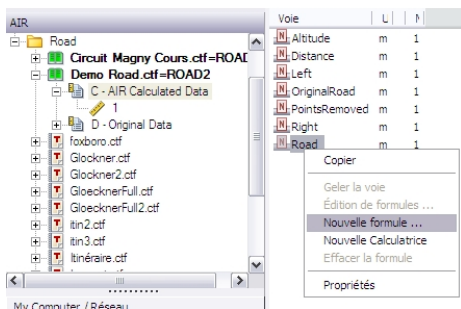 AIR
Road
Circuit Magny Cours.ctf=ROAD
Demo Road.ctf=ROAD2
C - AIR Calculated Data
1
D - Original Data
foxboro.ctf
Glockner.ctf
Glockner2.ctf
GloecknerFull.ctf
GloecknerFull2.ctf
itin2.ctf
itin3.ctf
Itinéraire.ctf
My Computer / Réseau
Voie U
Altitude m 1
Distance m 1
Left m 1
OriginalRoad m 1
PointsRemoved m 1
Right m 1
Road m 1
Copier
Geler la voie
Édition de formules ...
Nouvelle formule ...
Nouvelle Calculatrice
Effacer la formule
Propriétés